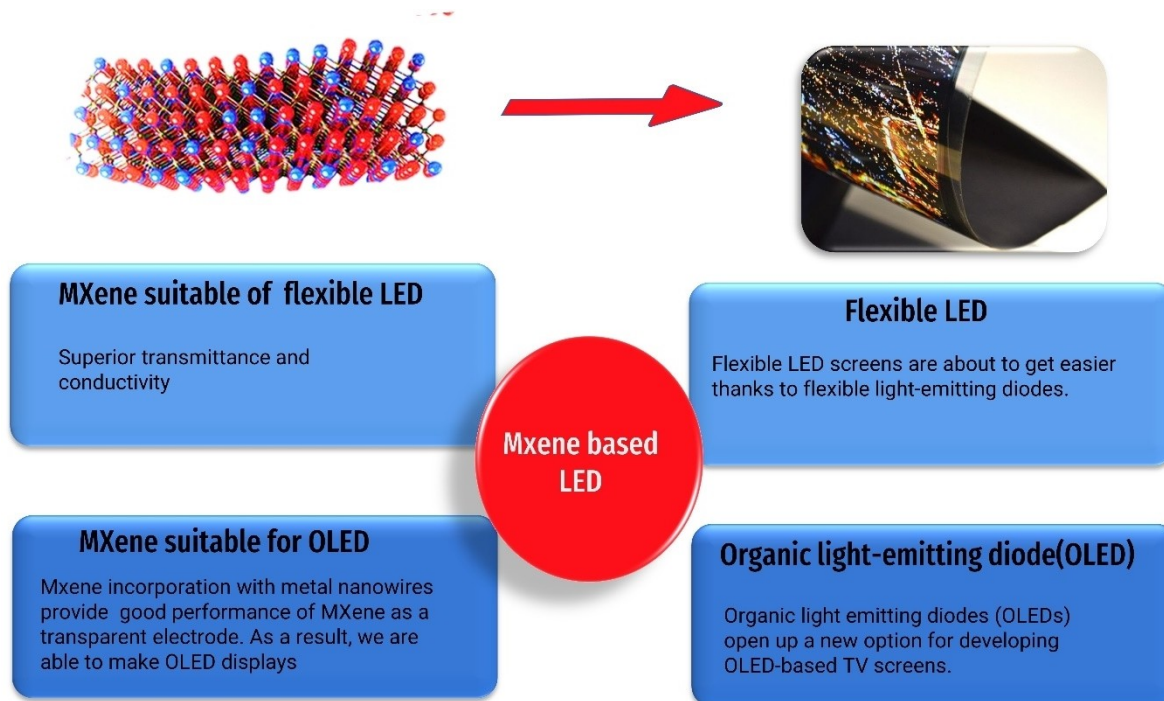 MXene suitable of flexible LED
Superior transmittance and
conductivity
Flexible LED
Flexible LED screens are about to get easier
thanks to flexible light-emitting diodes.
Mxene based
LED
MXene suitable for OLED
Mxene incorporation with metal nanowires
provide good performance of MXene as a
transparent electrode. As a result, we are
able to make OLED displays
Organic light-emitting diode(OLED)
Organic light emitting diodes (OLEDs)
open up a new option for developing
OLED-based TV screens.